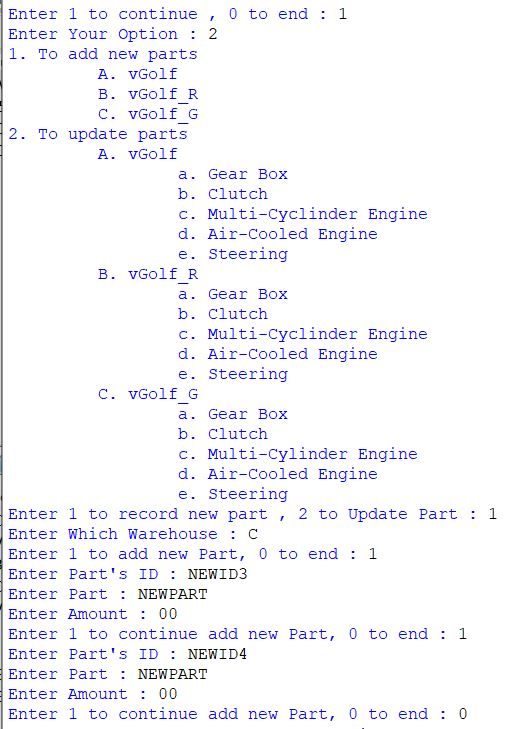 Enter 1 to continue , 0 to end : 1
Enter Your Option : 2
1. To add new parts
A. vGolf
B. vGolf_R
C. vGolf_G
2. To update parts
A. vGolf
a. Gear Box
b. Clutch
c. Multi-Cyclinder Engine
d. Air-Cooled Engine
e. Steering
B. vGolf_R
a. Gear Box
b. Clutch
c. Multi-Cyclinder Engine
d. Air-Cooled Engine
e. Steering
C. vGolf_G
a. Gear Box
b. Clutch
c. Multi-Cylinder Engine
d. Air-Cooled Engine
e. Steering
Enter 1 to record new part , 2 to Update Part : 1
Enter Which Warehouse : C
Enter 1 to add new Part, 0 to end : 1
Enter Part's ID : NEWID3
Enter Part : NEWPART
Enter Amount : 00
Enter 1 to continue add new Part, 0 to end : 1
Enter Part's ID : NEWID4
Enter Part : NEWPART
Enter Amount : 00
Enter 1 to continue add new Part, 0 to end : 0